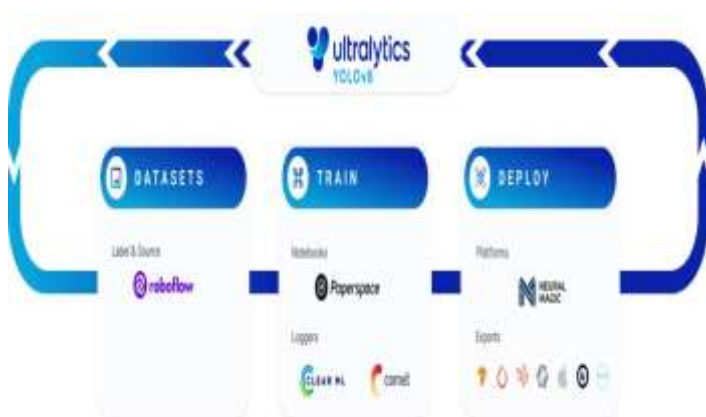 ultralytics
YOLOv8
DATASETS
Label & Source
roboflow
TRAIN
Notebooks
Paperspace
Loggers
CLEAR ML
comet
DEPLOY
Platforms
NEURAL
MAGIC
Exports